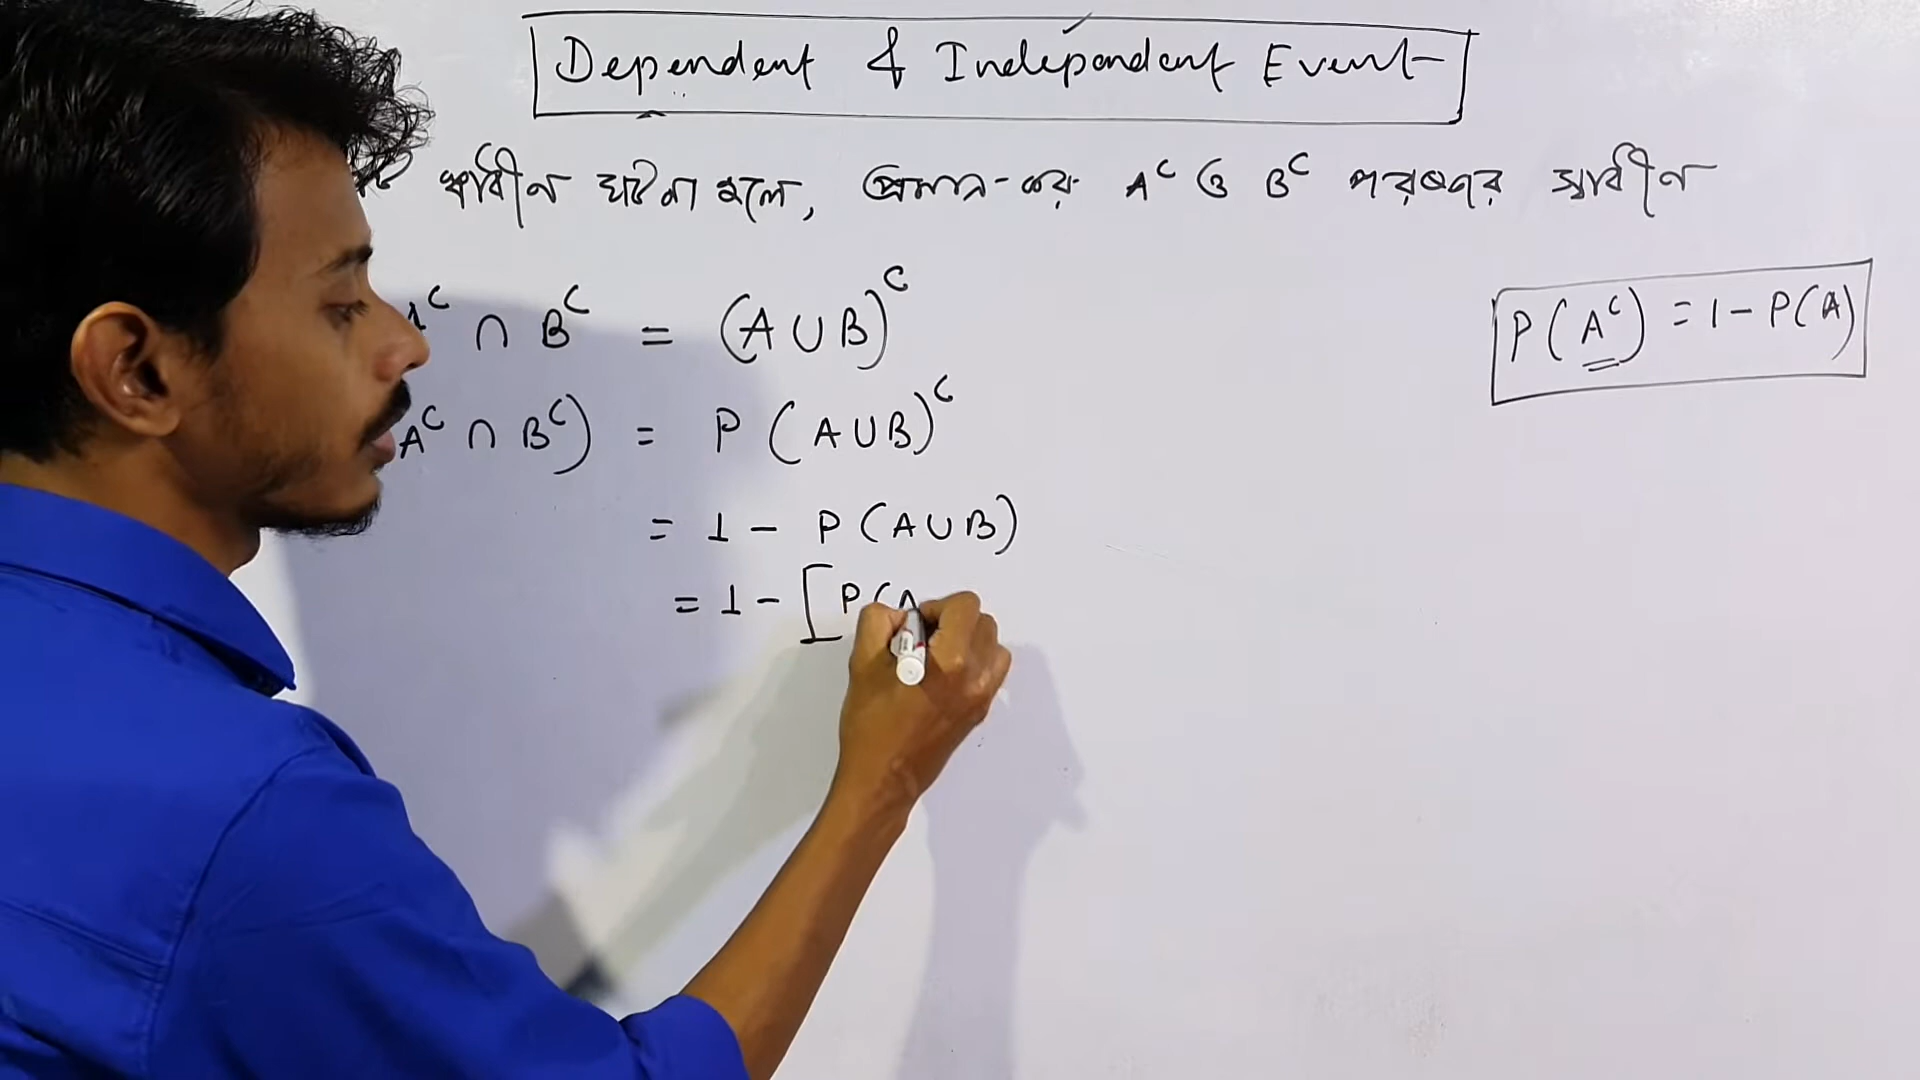 Dependent & Independent Event
স্বাধীন ঘটনা হলে, প্রমাণ কর A^c ও B^c পরস্পর স্বাধীন
A^c ∩ B^c = (A∪B)^c
P(A^c) = 1 - P(A)
A^c ∩ B^c) = P(A∪B)^c
= 1 - P(A∪B)
= 1 - [P(A